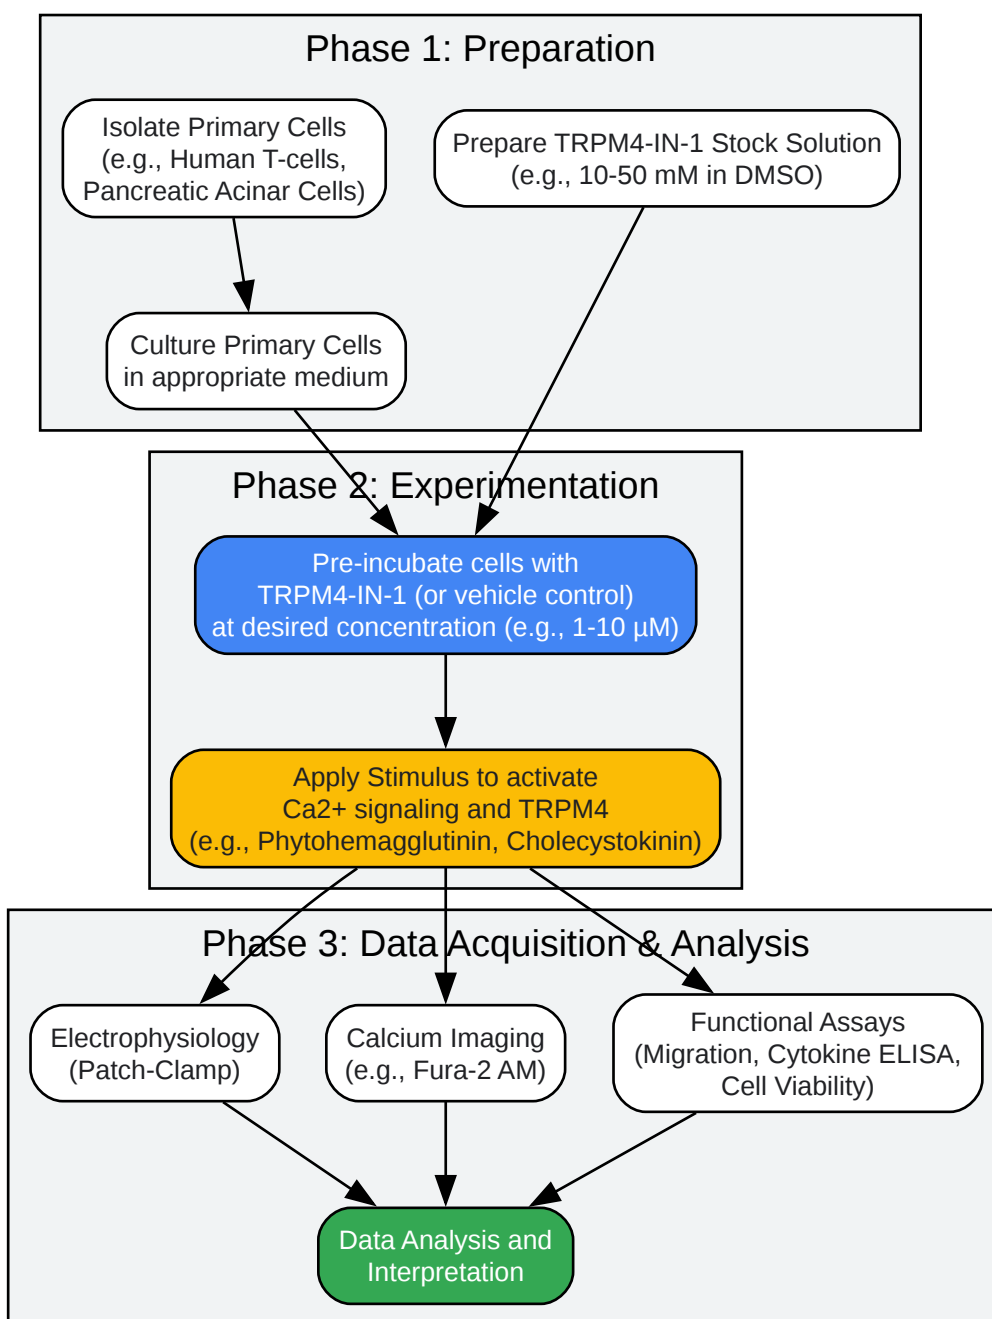 Phase 1: Preparation
Isolate Primary Cells
(e.g., Human T-cells,
Pancreatic Acinar Cells)
Prepare TRPM4-IN-1 Stock Solution
(e.g., 10-50 mM in DMSO)
Culture Primary Cells
in appropriate medium
Phase 2: Experimentation
Pre-incubate cells with
TRPM4-IN-1 (or vehicle control)
at desired concentration (e.g., 1-10 µM)
Apply Stimulus to activate
Ca2+ signaling and TRPM4
(e.g., Phytohemagglutinin, Cholecystokinin)
Phase 3: Data Acquisition & Analysis
Electrophysiology
(Patch-Clamp)
Calcium Imaging
(e.g., Fura-2 AM)
Functional Assays
(Migration, Cytokine ELISA,
Cell Viability)
Data Analysis and
Interpretation